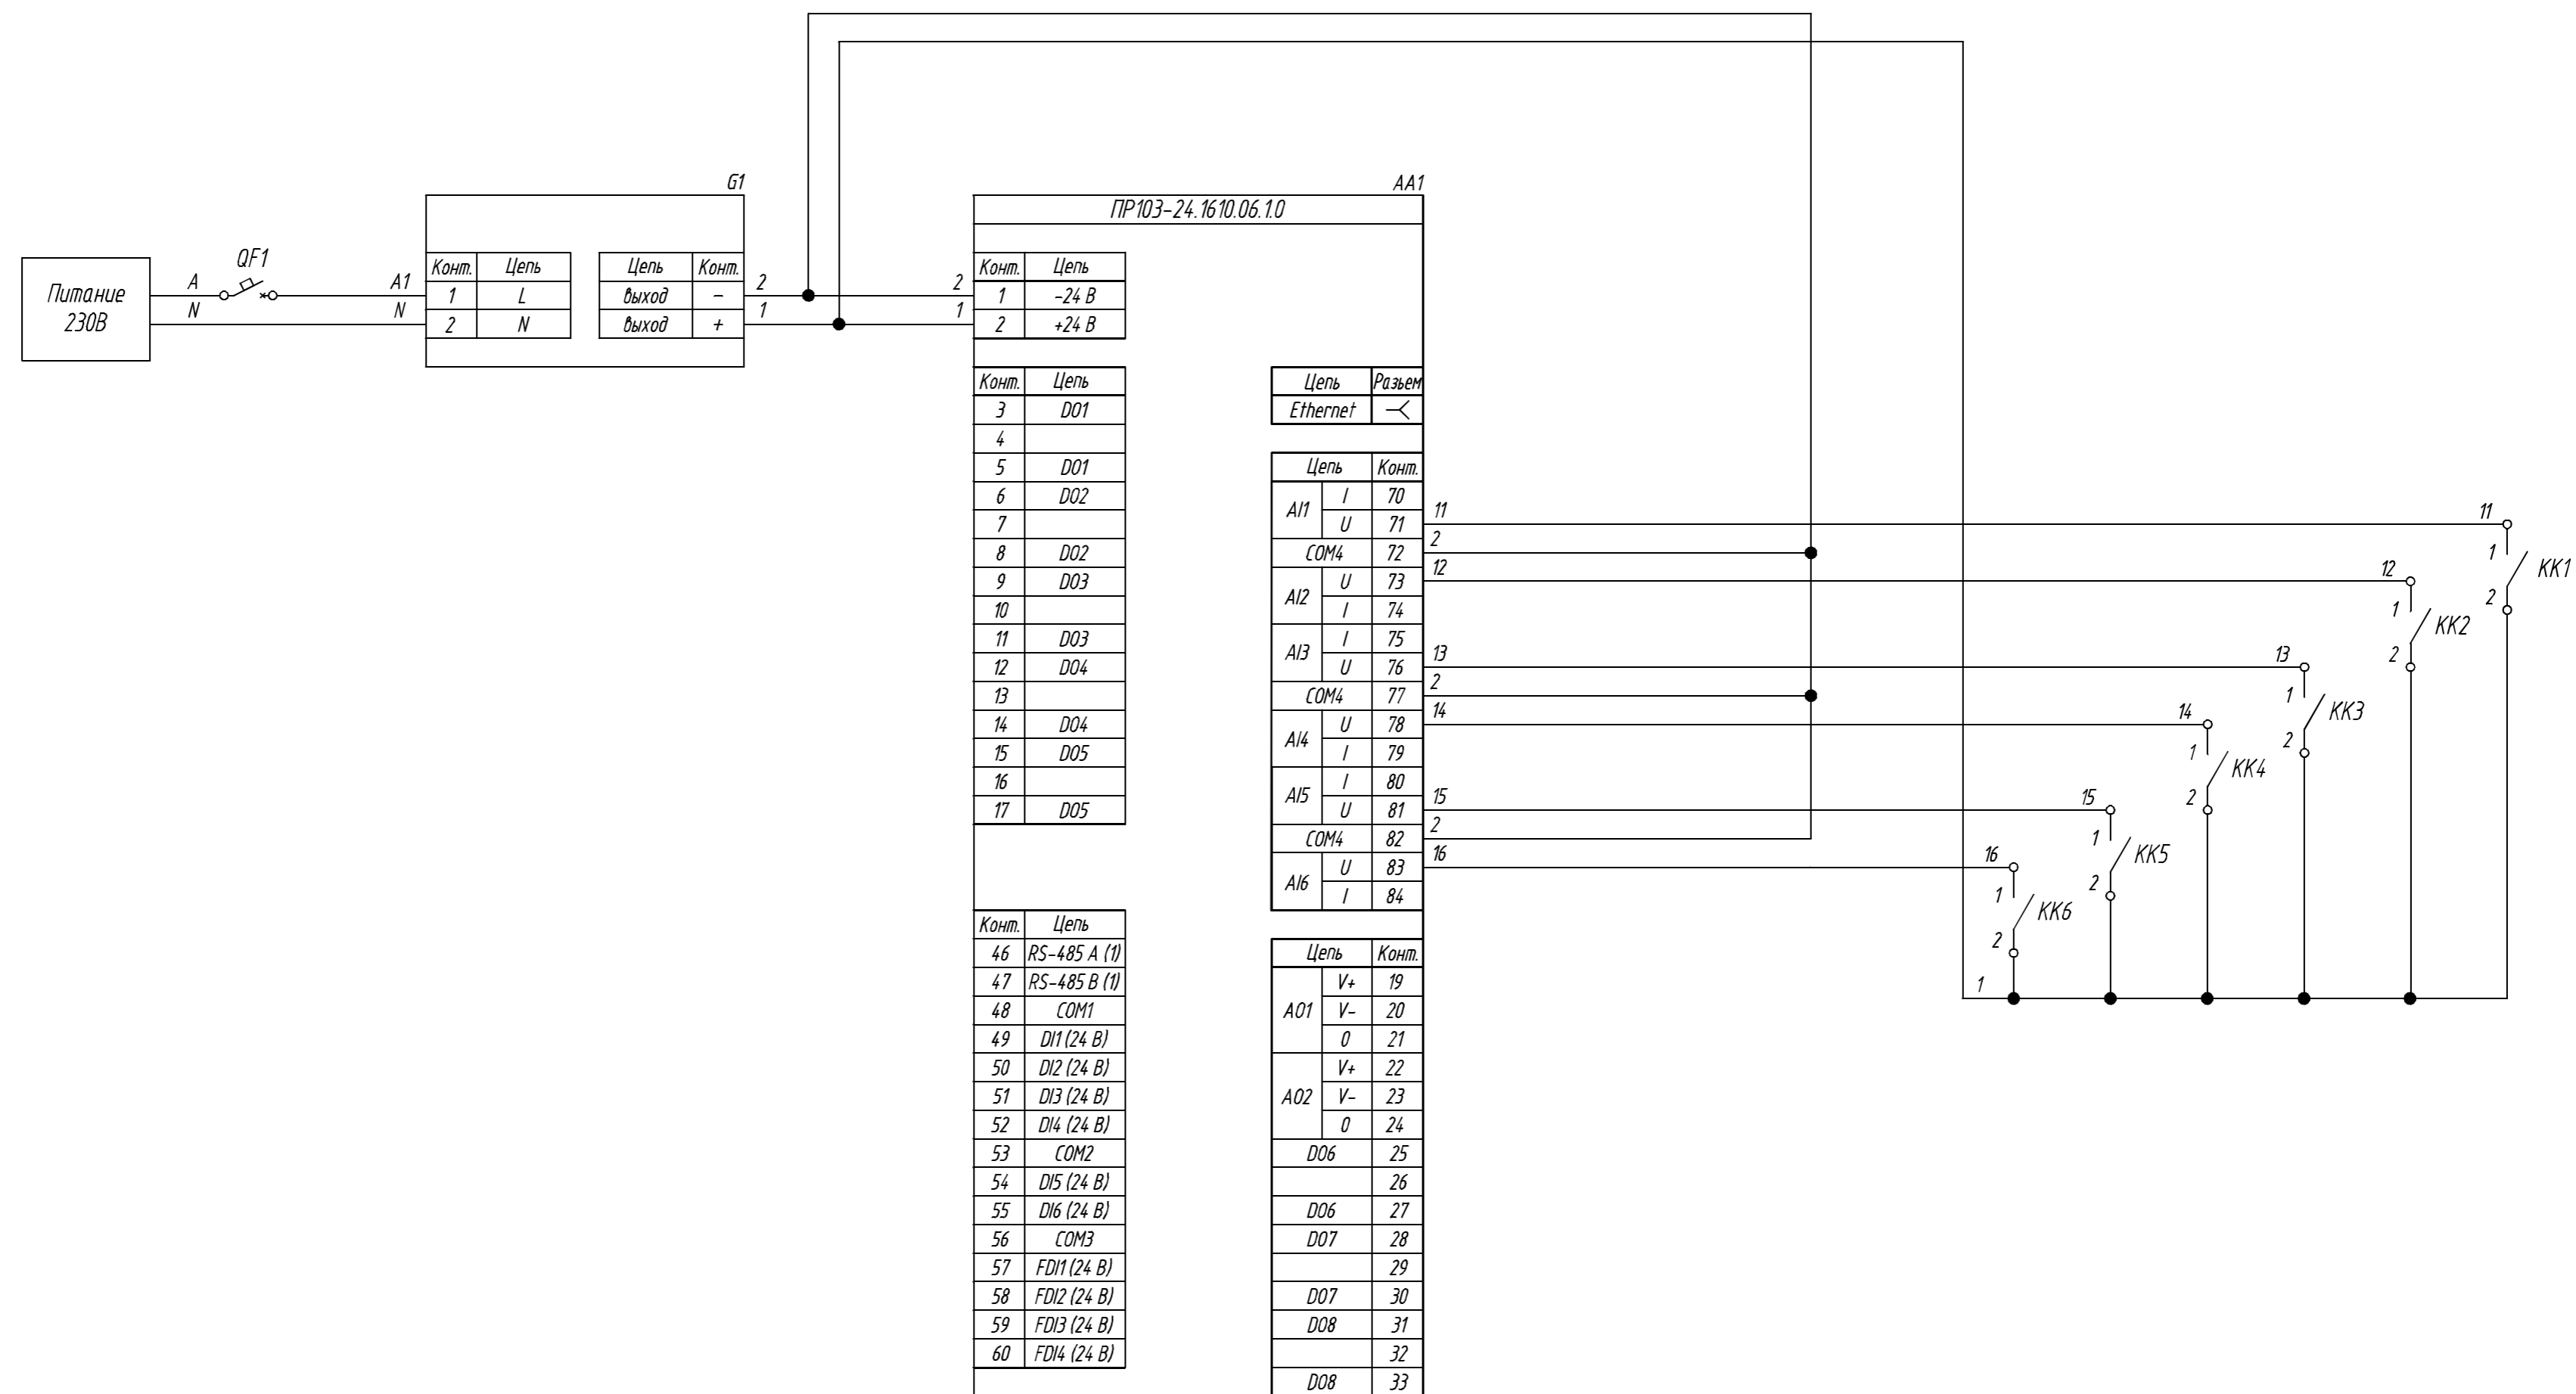 G1
AA1
ПР103-24.1610.06.1.0
QF1
Питание
230В
A
A1
N
N
Конт. Цепь
1 L
2 N
Цепь Конт.
выход -
выход +
2
1
2
1
Конт. Цепь
1 -24 В
2 +24 В
Конт. Цепь
3 DO1
4
5 DO1
6 DO2
7
8 DO2
9 DO3
10
11 DO3
12 DO4
13
14 DO4
15 DO5
16
17 DO5
Конт. Цепь
46 RS-485 A (1)
47 RS-485 B (1)
48 COM1
49 DI1 (24 В)
50 DI2 (24 В)
51 DI3 (24 В)
52 DI4 (24 В)
53 COM2
54 DI5 (24 В)
55 DI6 (24 В)
56 COM3
57 FDI1 (24 В)
58 FDI2 (24 В)
59 FDI3 (24 В)
60 FDI4 (24 В)
Цепь Разъем
Ethernet
Цепь Конт.
AI1 I 70
U 71
COM4 72
AI2 U 73
I 74
AI3 I 75
U 76
COM4 77
AI4 U 78
I 79
AI5 I 80
U 81
COM4 82
AI6 U 83
I 84
Цепь Конт.
AO1 V+ 19
V- 20
0 21
AO2 V+ 22
V- 23
0 24
DO6 25
26
DO6 27
DO7 28
29
DO7 30
DO8 31
32
DO8 33
11
2
12
13
2
14
15
2
16
11
1
KK1
2
12
1
KK2
2
13
1
KK3
2
14
1
KK4
2
15
1
KK5
2
16
1
KK6
2
1